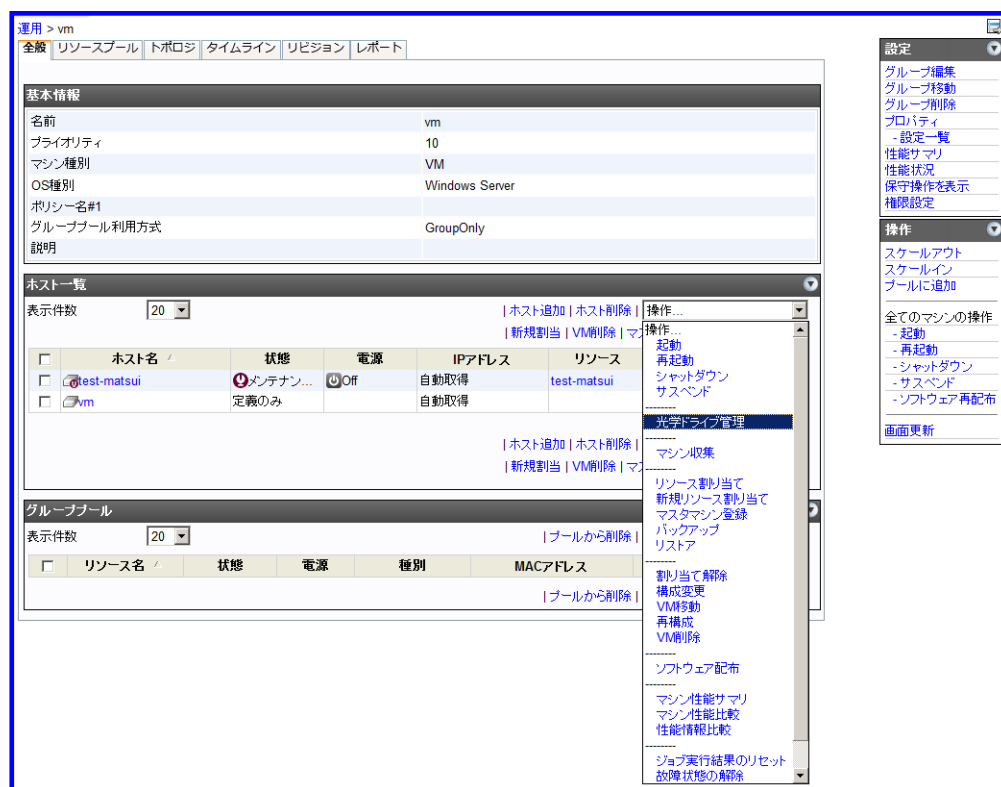 運用 > vm
全般 リソースプール トポロジ タイムライン リビジョン レポート
基本情報
名前 vm
プライオリティ 10
マシン種別 VM
OS種別 Windows Server
ポリシー名#1
グループプール利用方式 GroupOnly
説明
ホスト一覧
表示件数 20 | ホスト追加 | ホスト削除 | 操作...
| 新規割当 | VM削除 | マ
ホスト名 状態 電源 IPアドレス リソース
test-matsui メンテナン... Off 自動取得 test-matsui
vm 定義のみ 自動取得
| ホスト追加 | ホスト削除 |
| 新規割当 | VM削除 | マ
グループプール
表示件数 20 | プールから削除 |
リソース名 状態 電源 種別 MACアドレス
| プールから削除 |
操作...
起動
再起動
シャットダウン
サスペンド
--------
光学ドライブ管理
--------
マシン収集
--------
リソース割り当て
新規リソース割り当て
マスタマシン登録
バックアップ
リストア
--------
割り当て解除
構成変更
VM移動
再構成
VM削除
--------
ソフトウェア配布
--------
マシン性能サマリ
マシン性能比較
性能情報比較
--------
ジョブ実行結果のリセット
故障状態の解除
設定
グループ編集
グループ移動
グループ削除
プロパティ
- 設定一覧
性能サマリ
性能状況
保守操作を表示
権限設定
操作
スケールアウト
スケールイン
プールに追加
全てのマシンの操作
- 起動
- 再起動
- シャットダウン
- サスペンド
- ソフトウェア再配布
画面更新